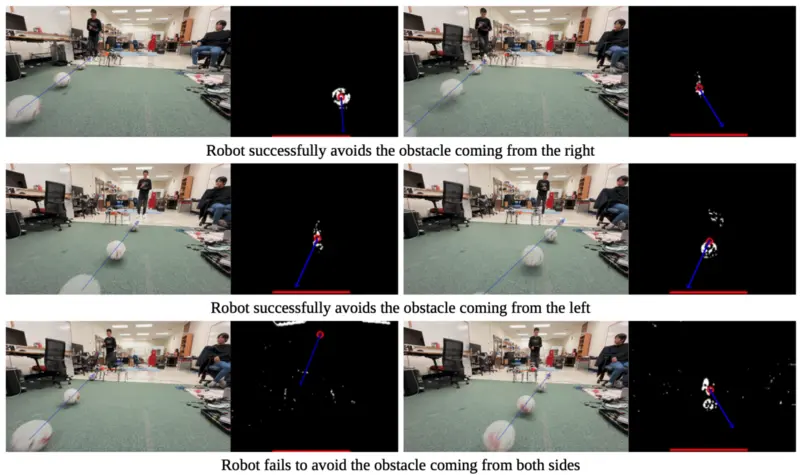 Robot successfully avoids the obstacle coming from the right
Robot successfully avoids the obstacle coming from the left
Robot fails to avoid the obstacle coming from both sides